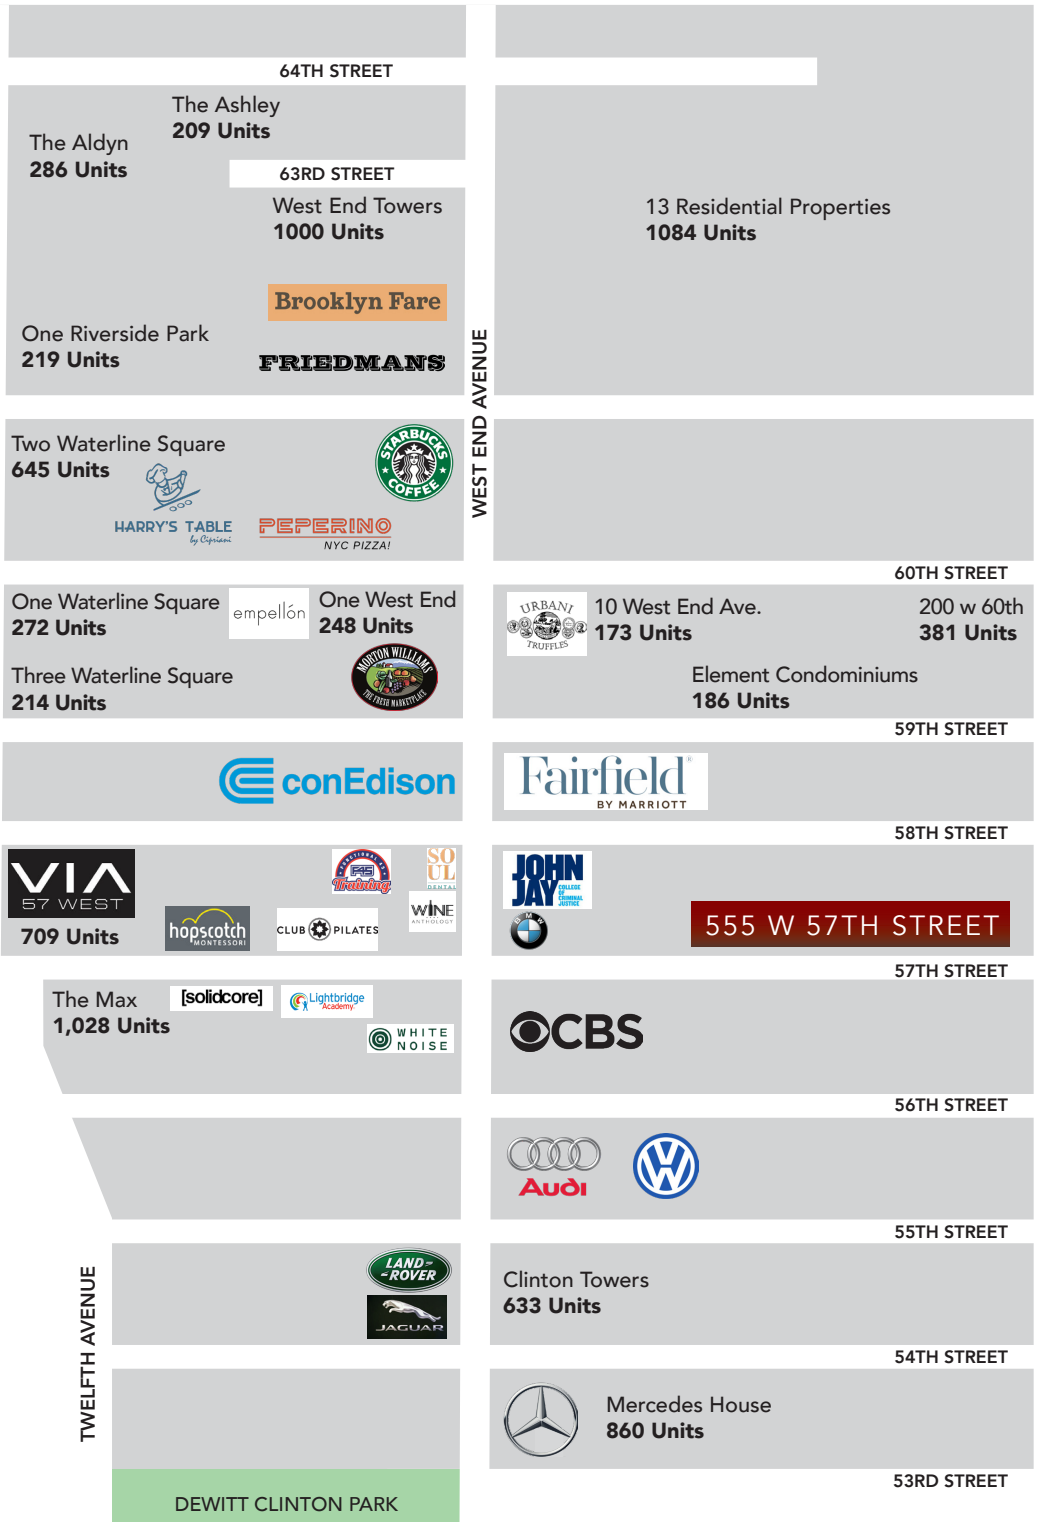 64TH STREET
The Ashley
209 Units
The Aldyn
286 Units
63RD STREET
West End Towers
1000 Units
13 Residential Properties
1084 Units
Brooklyn Fare
One Riverside Park
219 Units
FRIEDMANS
WEST END AVENUE
Two Waterline Square
645 Units
STARBUCKS
COFFEE
HARRY'S TABLE
by Cipriani
PEPERINO
NYC PIZZA!
60TH STREET
One Waterline Square
272 Units
empellón
One West End
248 Units
Three Waterline Square
214 Units
MORTON WILLIAMS
THE FRESH MARKETPLACE
URBANI
TRUFFLES
10 West End Ave.
173 Units
200 w 60th
381 Units
Element Condominiums
186 Units
59TH STREET
conEdison
Fairfield®
BY MARRIOTT
58TH STREET
VIA
57 WEST
709 Units
hopscotch
MONTESSORI
FUNCTIONAL 45
F45
Training
CLUB PILATES
SO
UL
DENTAL
WINE
ANTHOLOGY
JOHN
JAY
COLLEGE
OF
CRIMINAL
JUSTICE
BMW
555 W 57TH STREET
57TH STREET
The Max
1,028 Units
[solidcore]
Lightbridge
Academy
WHITE
NOISE
CBS
56TH STREET
Audi
VW
55TH STREET
TWELFTH AVENUE
LAND-
-ROVER
JAGUAR
Clinton Towers
633 Units
54TH STREET
Mercedes House
860 Units
53RD STREET
DEWITT CLINTON PARK